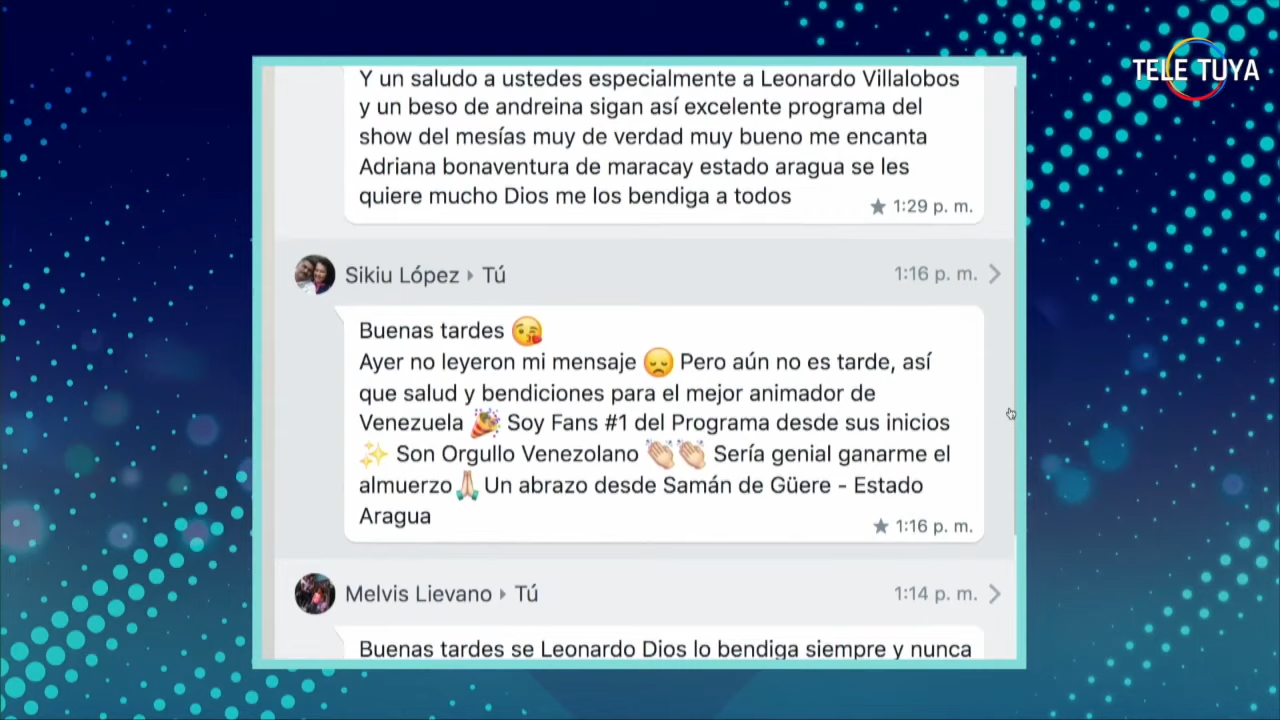 TELE TUYA
Y un saludo a ustedes especialmente a Leonardo Villalobos
y un beso de andreina sigan así excelente programa del
show del mesías muy de verdad muy bueno me encanta
Adriana bonaventura de maracay estado aragua se les
quiere mucho Dios me los bendiga a todos
★ 1:29 p. m.
Sikiu López ▸ Tú
1:16 p. m.
Buenas tardes 😘
Ayer no leyeron mi mensaje 😞 Pero aún no es tarde, así
que salud y bendiciones para el mejor animador de
Venezuela 🎉 Soy Fans #1 del Programa desde sus inicios
✨ Son Orgullo Venezolano 👏🏻👏🏻 Sería genial ganarme el
almuerzo🙏🏻 Un abrazo desde Samán de Güere - Estado
Aragua
★ 1:16 p. m.
Melvis Lievano ▸ Tú
1:14 p. m.
Buenas tardes se Leonardo Dios lo bendiga siempre y nunca